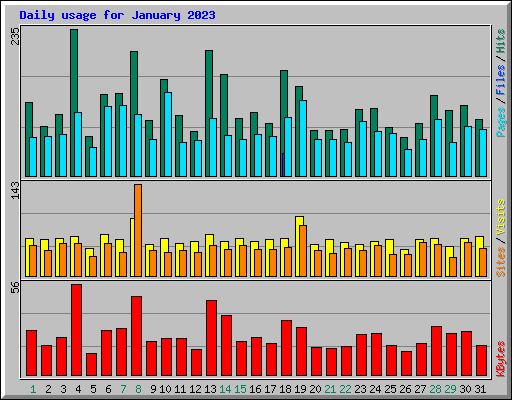 Daily usage for January 2023
235
Pages / Files / Hits
143
Sites / Visits
56
KBytes
1 2 3 4 5 6 7 8 9 10 11 12 13 14 15 16 17 18 19 20 21 22 23 24 25 26 27 28 29 30 31